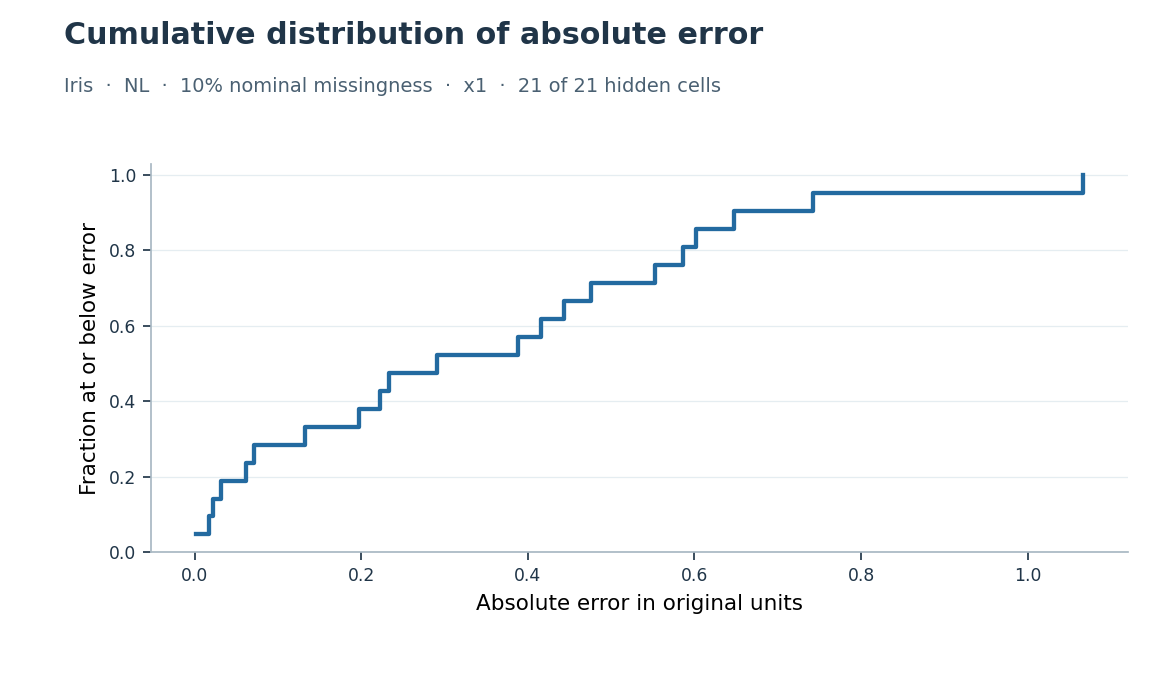 Cumulative distribution of absolute error
Iris · NL · 10% nominal missingness · x1 · 21 of 21 hidden cells
Fraction at or below error
1.0
0.8
0.6
0.4
0.2
0.0
0.0 0.2 0.4 0.6 0.8 1.0
Absolute error in original units